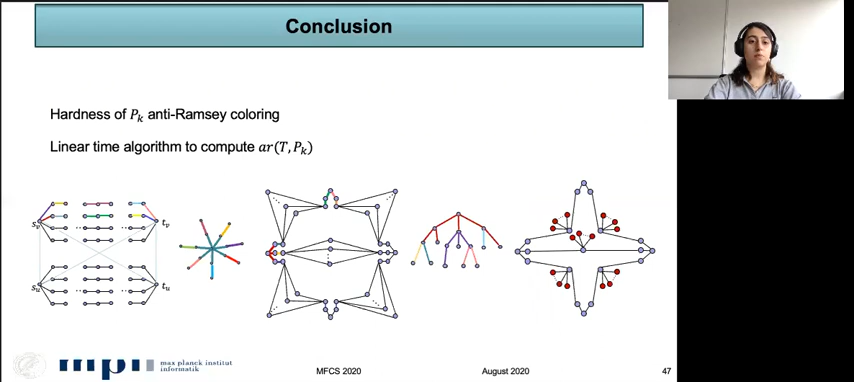 Conclusion
Hardness of P_k anti-Ramsey coloring
Linear time algorithm to compute ar(T, P_k)
s_v
t_v
s_u
t_u
mpi
max planck institut
informatik
MFCS 2020
August 2020
47